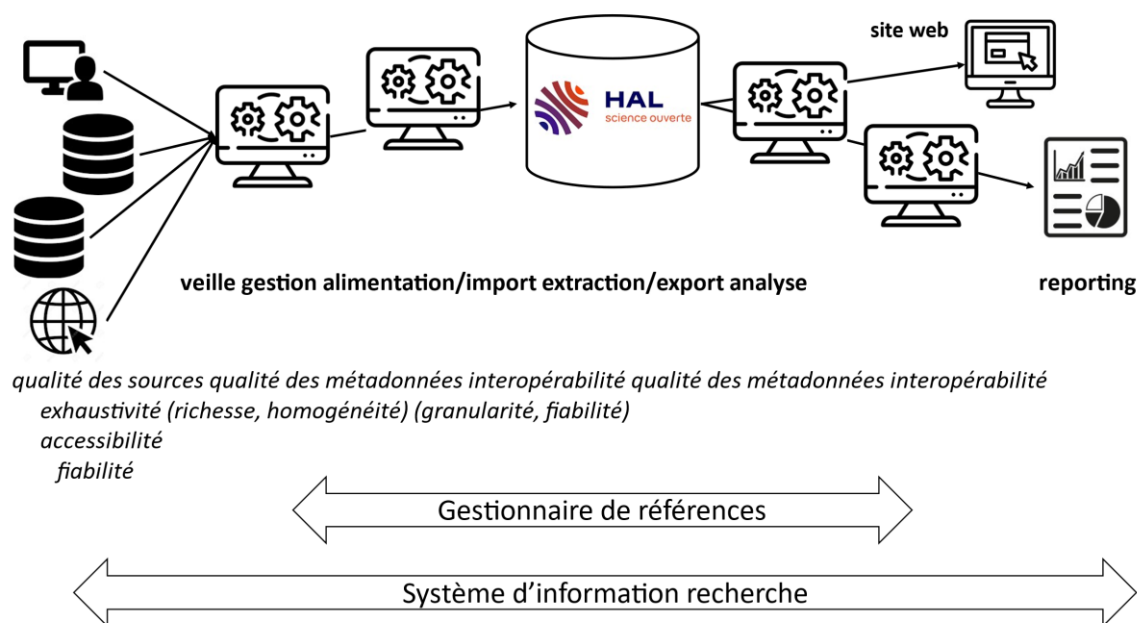 site web
HAL
science ouverte
veille gestion alimentation/import extraction/export analyse
reporting
qualité des sources qualité des métadonnées interopérabilité qualité des métadonnées interopérabilité
exhaustivité (richesse, homogénéité) (granularité, fiabilité)
accessibilité
fiabilité
Gestionnaire de références
Système d'information recherche